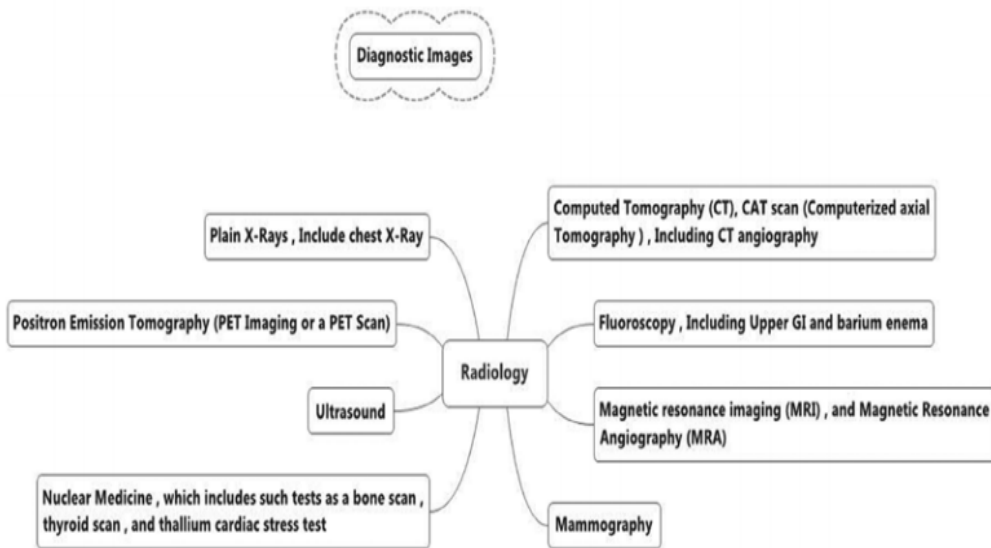 Diagnostic Images
Computed Tomography (CT), CAT scan (Computerized axial
Tomography ) , Including CT angiography
Plain X-Rays , Include chest X-Ray
Positron Emission Tomography (PET Imaging or a PET Scan)
Fluoroscopy , Including Upper GI and barium enema
Radiology
Ultrasound
Magnetic resonance imaging (MRI) , and Magnetic Resonance
Angiography (MRA)
Nuclear Medicine , which includes such tests as a bone scan ,
thyroid scan , and thallium cardiac stress test
Mammography